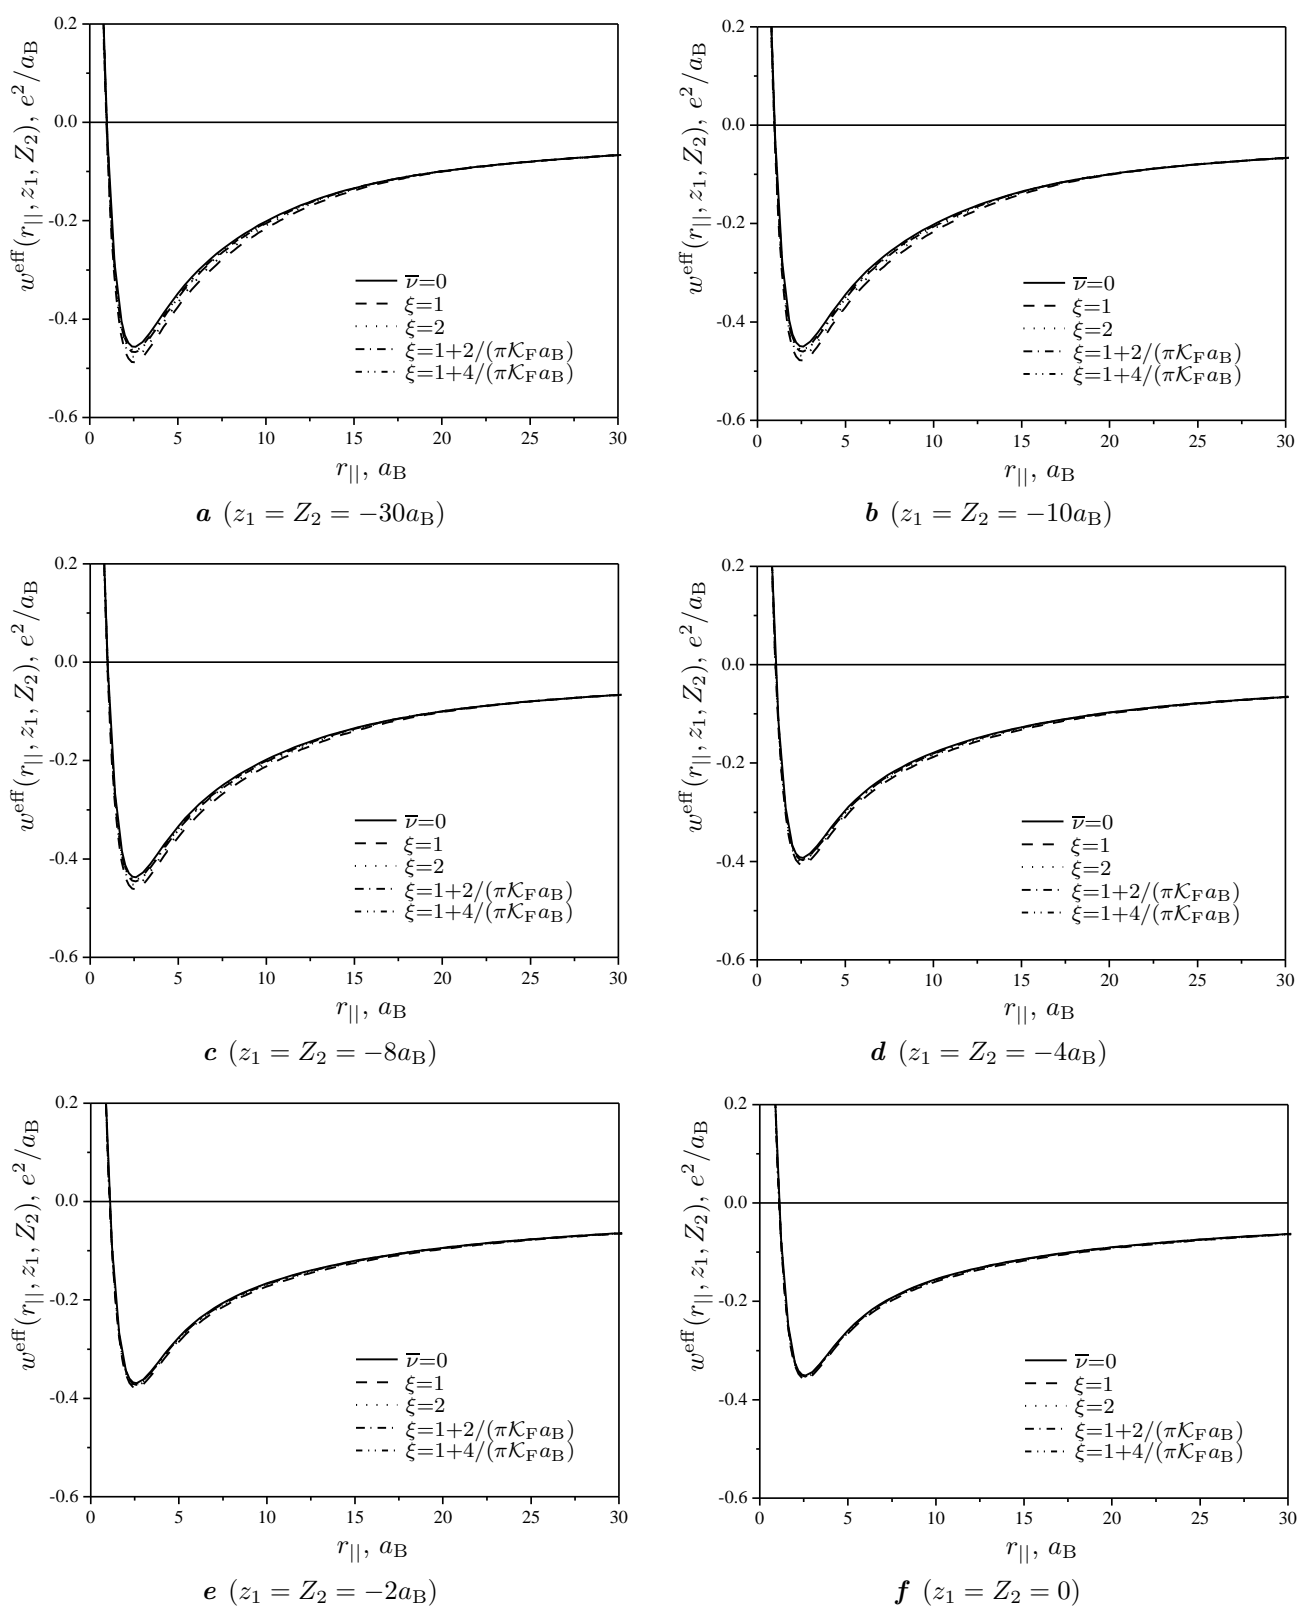 0.2
0.0
-0.2
-0.4
-0.6
w^eff(r_||, z_1, Z_2), e^2/a_B
ν̅=0
ξ=1
ξ=2
ξ=1+2/(π𝒦_F a_B)
ξ=1+4/(π𝒦_F a_B)
0 5 10 15 20 25 30
r_||, a_B
a (z_1 = Z_2 = −30a_B)
0.2
0.0
-0.2
-0.4
-0.6
w^eff(r_||, z_1, Z_2), e^2/a_B
ν̅=0
ξ=1
ξ=2
ξ=1+2/(π𝒦_F a_B)
ξ=1+4/(π𝒦_F a_B)
0 5 10 15 20 25 30
r_||, a_B
b (z_1 = Z_2 = −10a_B)
0.2
0.0
-0.2
-0.4
-0.6
w^eff(r_||, z_1, Z_2), e^2/a_B
ν̅=0
ξ=1
ξ=2
ξ=1+2/(π𝒦_F a_B)
ξ=1+4/(π𝒦_F a_B)
0 5 10 15 20 25 30
r_||, a_B
c (z_1 = Z_2 = −8a_B)
0.2
0.0
-0.2
-0.4
-0.6
w^eff(r_||, z_1, Z_2), e^2/a_B
ν̅=0
ξ=1
ξ=2
ξ=1+2/(π𝒦_F a_B)
ξ=1+4/(π𝒦_F a_B)
0 5 10 15 20 25 30
r_||, a_B
d (z_1 = Z_2 = −4a_B)
0.2
0.0
-0.2
-0.4
-0.6
w^eff(r_||, z_1, Z_2), e^2/a_B
ν̅=0
ξ=1
ξ=2
ξ=1+2/(π𝒦_F a_B)
ξ=1+4/(π𝒦_F a_B)
0 5 10 15 20 25 30
r_||, a_B
e (z_1 = Z_2 = −2a_B)
0.2
0.0
-0.2
-0.4
-0.6
w^eff(r_||, z_1, Z_2), e^2/a_B
ν̅=0
ξ=1
ξ=2
ξ=1+2/(π𝒦_F a_B)
ξ=1+4/(π𝒦_F a_B)
0 5 10 15 20 25 30
r_||, a_B
f (z_1 = Z_2 = 0)